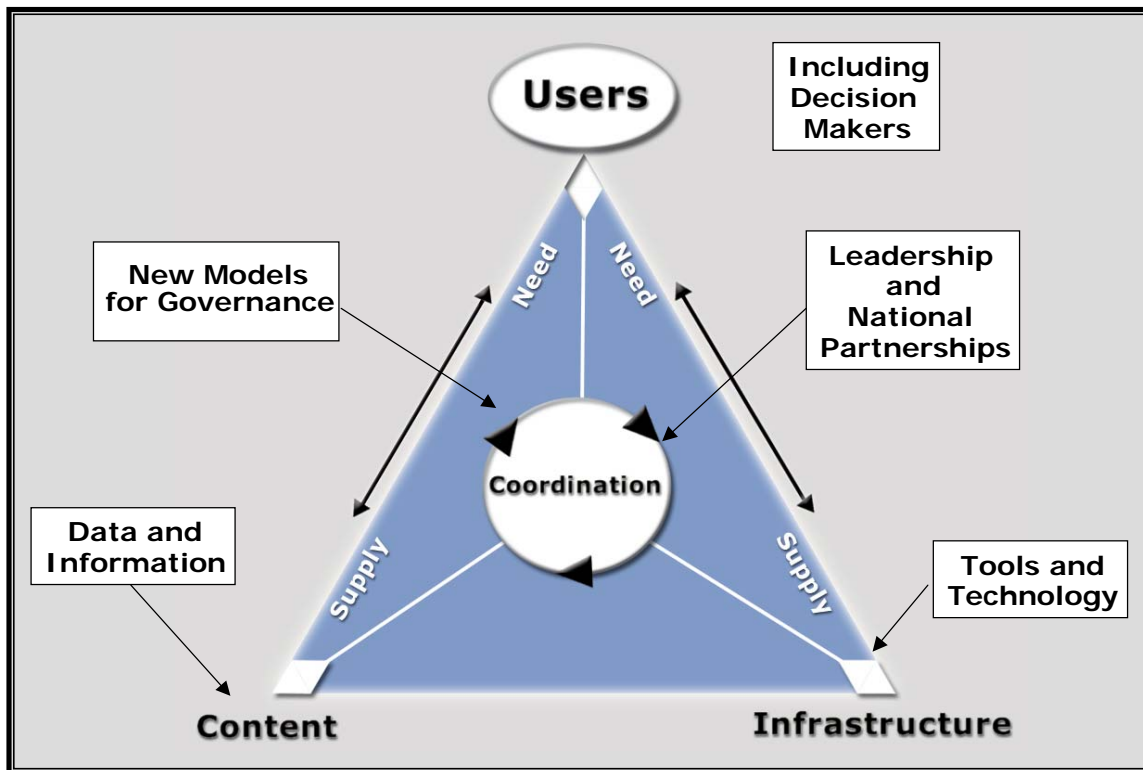 Users
Including
Decision
Makers
New Models
for Governance
Need
Need
Leadership
and
National
Partnerships
Coordination
Data and
Information
Supply
Supply
Tools and
Technology
Content
Infrastructure